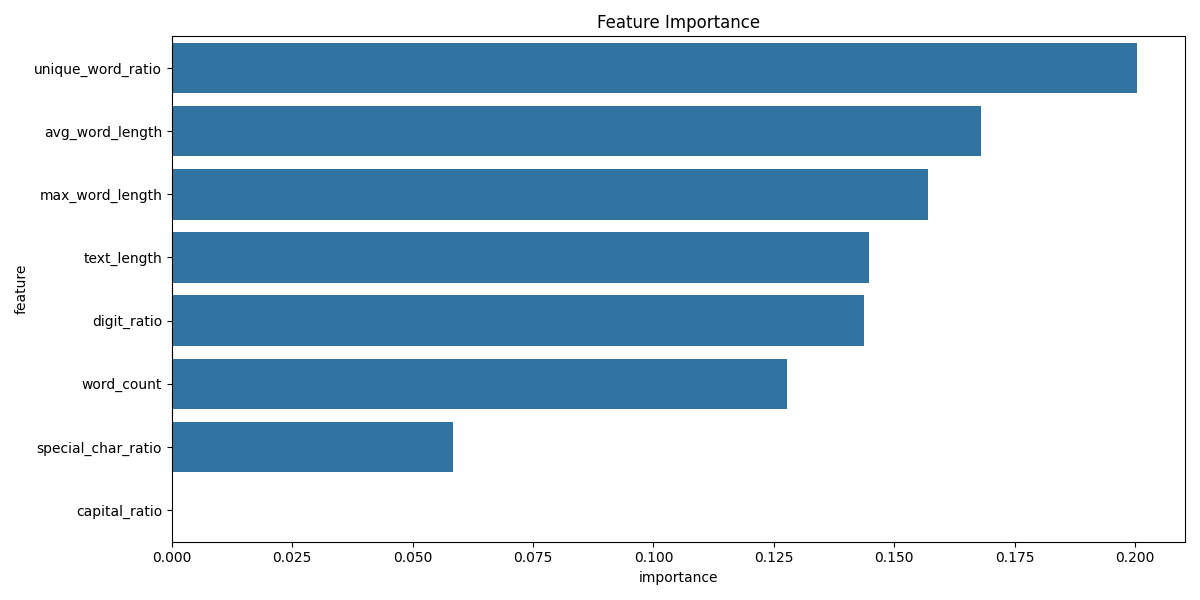 Feature Importance
unique_word_ratio
avg_word_length
max_word_length
text_length
digit_ratio
word_count
special_char_ratio
capital_ratio
feature
0.000 0.025 0.050 0.075 0.100 0.125 0.150 0.175 0.200
importance